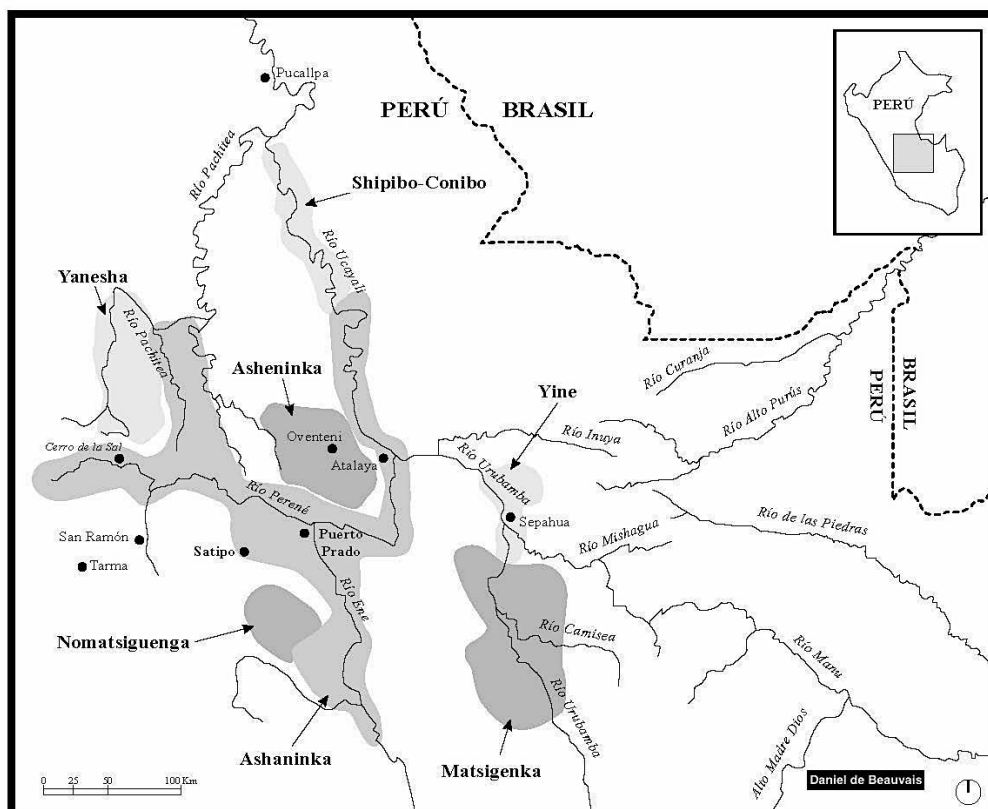 Pucallpa
PERÚ
BRASIL
PERÚ
Río Pachitea
Shipibo-Conibo
Río Ucayali
Yanesha
Río Pachitea
Asheninka
Río Curanja
BRASIL
PERÚ
Yine
Río Alto Purús
Oventeni
Río Inuya
Cerro de la Sal
Atalaya
Río Urubamba
Río Perené
Sepahua
Río de las Piedras
San Ramón
Puerto
Prado
Río Mishagua
Satipo
Tarma
Río Ene
Río Camisea
Nomatsiguenga
Río Manu
Río Urubamba
Ashaninka
Matsigenka
Alto Madre Dios
0 25 50 100 Km
Daniel de Beauvais